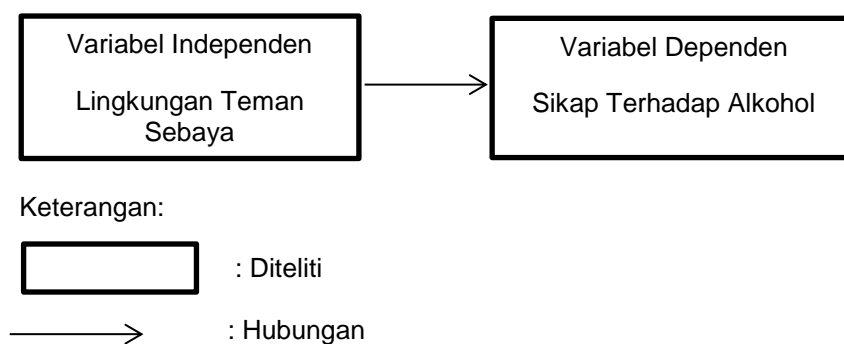 Variabel Independen
Lingkungan Teman
Sebaya
Variabel Dependen
Sikap Terhadap Alkohol
Keterangan:
: Diteliti
: Hubungan